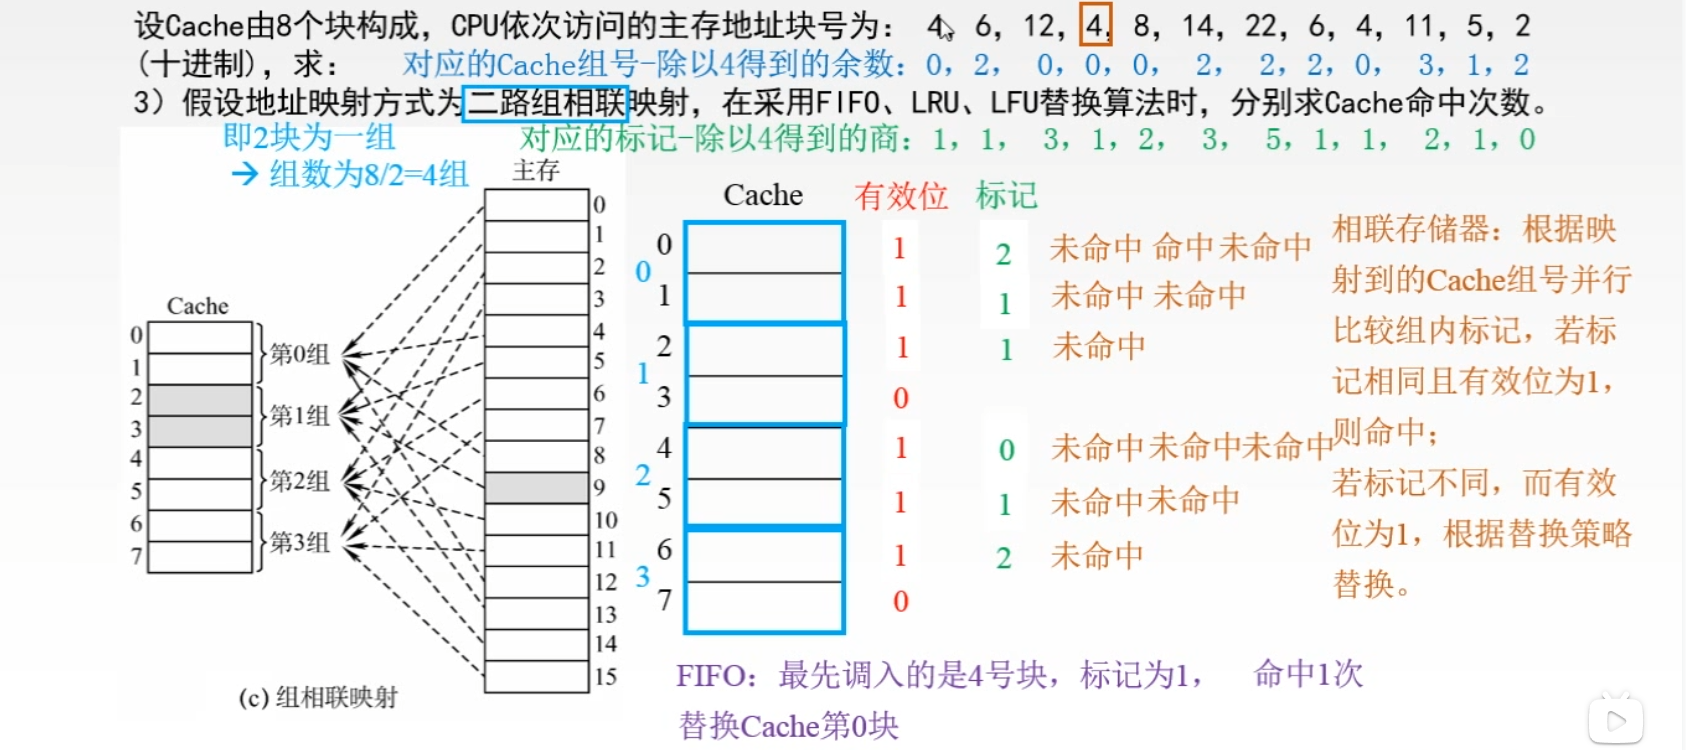 设Cache由8个块构成，CPU依次访问的主存地址块号为： 4，6，12，4，8，14，22，6，4，11，5，2
(十进制)，求： 对应的Cache组号-除以4得到的余数：0，2，0，0，0，2，2，2，0，3，1，2
3）假设地址映射方式为二路组相联映射，在采用FIFO、LRU、LFU替换算法时，分别求Cache命中次数。
即2块为一组 对应的标记-除以4得到的商：1，1，3，1，2，3，5，1，1，2，1，0
→ 组数为8/2=4组
主存
0
1
2
3
4
5
6
7
8
9
10
11
12
13
14
15
Cache
0
1
2
3
4
5
6
7
第0组
第1组
第2组
第3组
(c) 组相联映射
Cache 有效位 标记
0 0 1 2 未命中 命中 未命中
1 1 1 未命中 未命中
1 2 1 1 未命中
3 0
2 4 1 0 未命中 未命中 未命中
5 1 1 未命中 未命中
3 6 1 2 未命中
7 0
相联存储器：根据映
射到的Cache组号并行
比较组内标记，若标
记相同且有效位为1，
则命中；
若标记不同，而有效
位为1，根据替换策略
替换。
FIFO：最先调入的是4号块，标记为1， 命中1次
替换Cache第0块